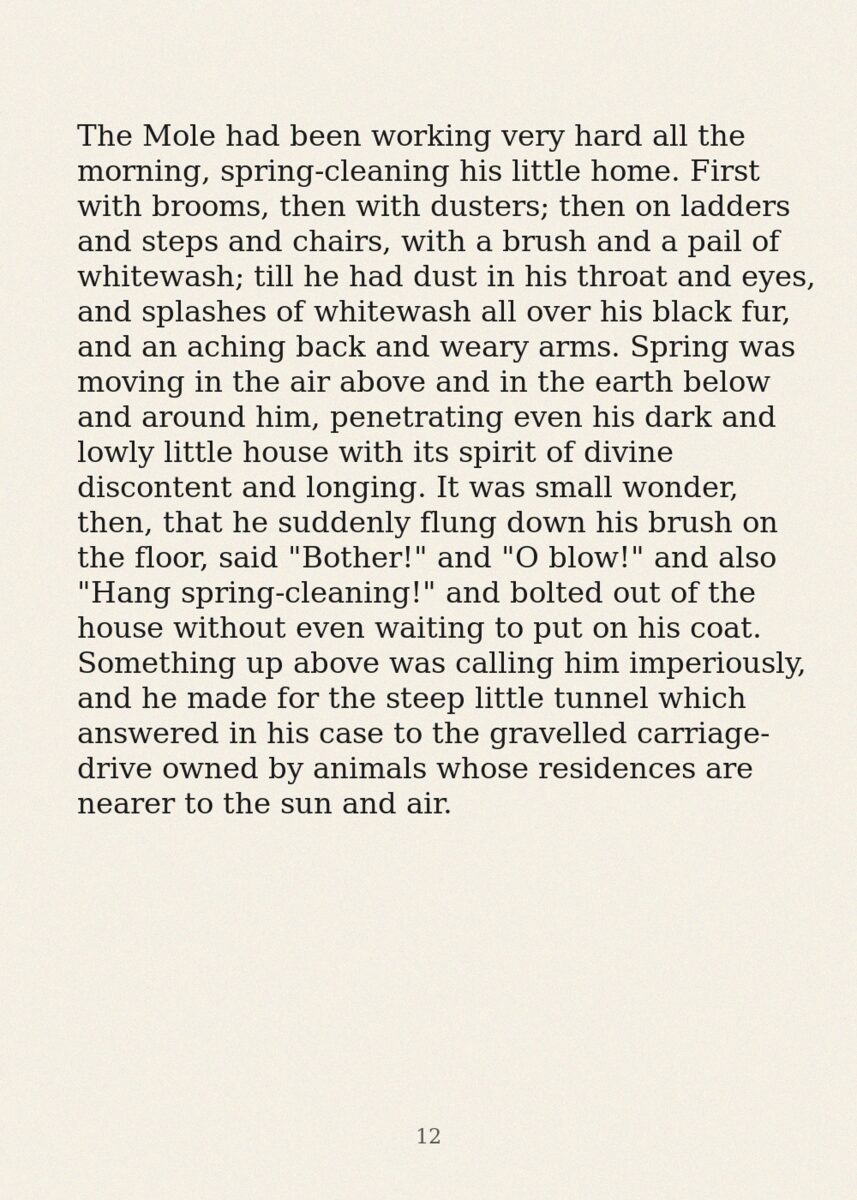 The Mole had been working very hard all the
morning, spring-cleaning his little home. First
with brooms, then with dusters; then on ladders
and steps and chairs, with a brush and a pail of
whitewash; till he had dust in his throat and eyes,
and splashes of whitewash all over his black fur,
and an aching back and weary arms. Spring was
moving in the air above and in the earth below
and around him, penetrating even his dark and
lowly little house with its spirit of divine
discontent and longing. It was small wonder,
then, that he suddenly flung down his brush on
the floor, said "Bother!" and "O blow!" and also
"Hang spring-cleaning!" and bolted out of the
house without even waiting to put on his coat.
Something up above was calling him imperiously,
and he made for the steep little tunnel which
answered in his case to the gravelled carriage-
drive owned by animals whose residences are
nearer to the sun and air.
12